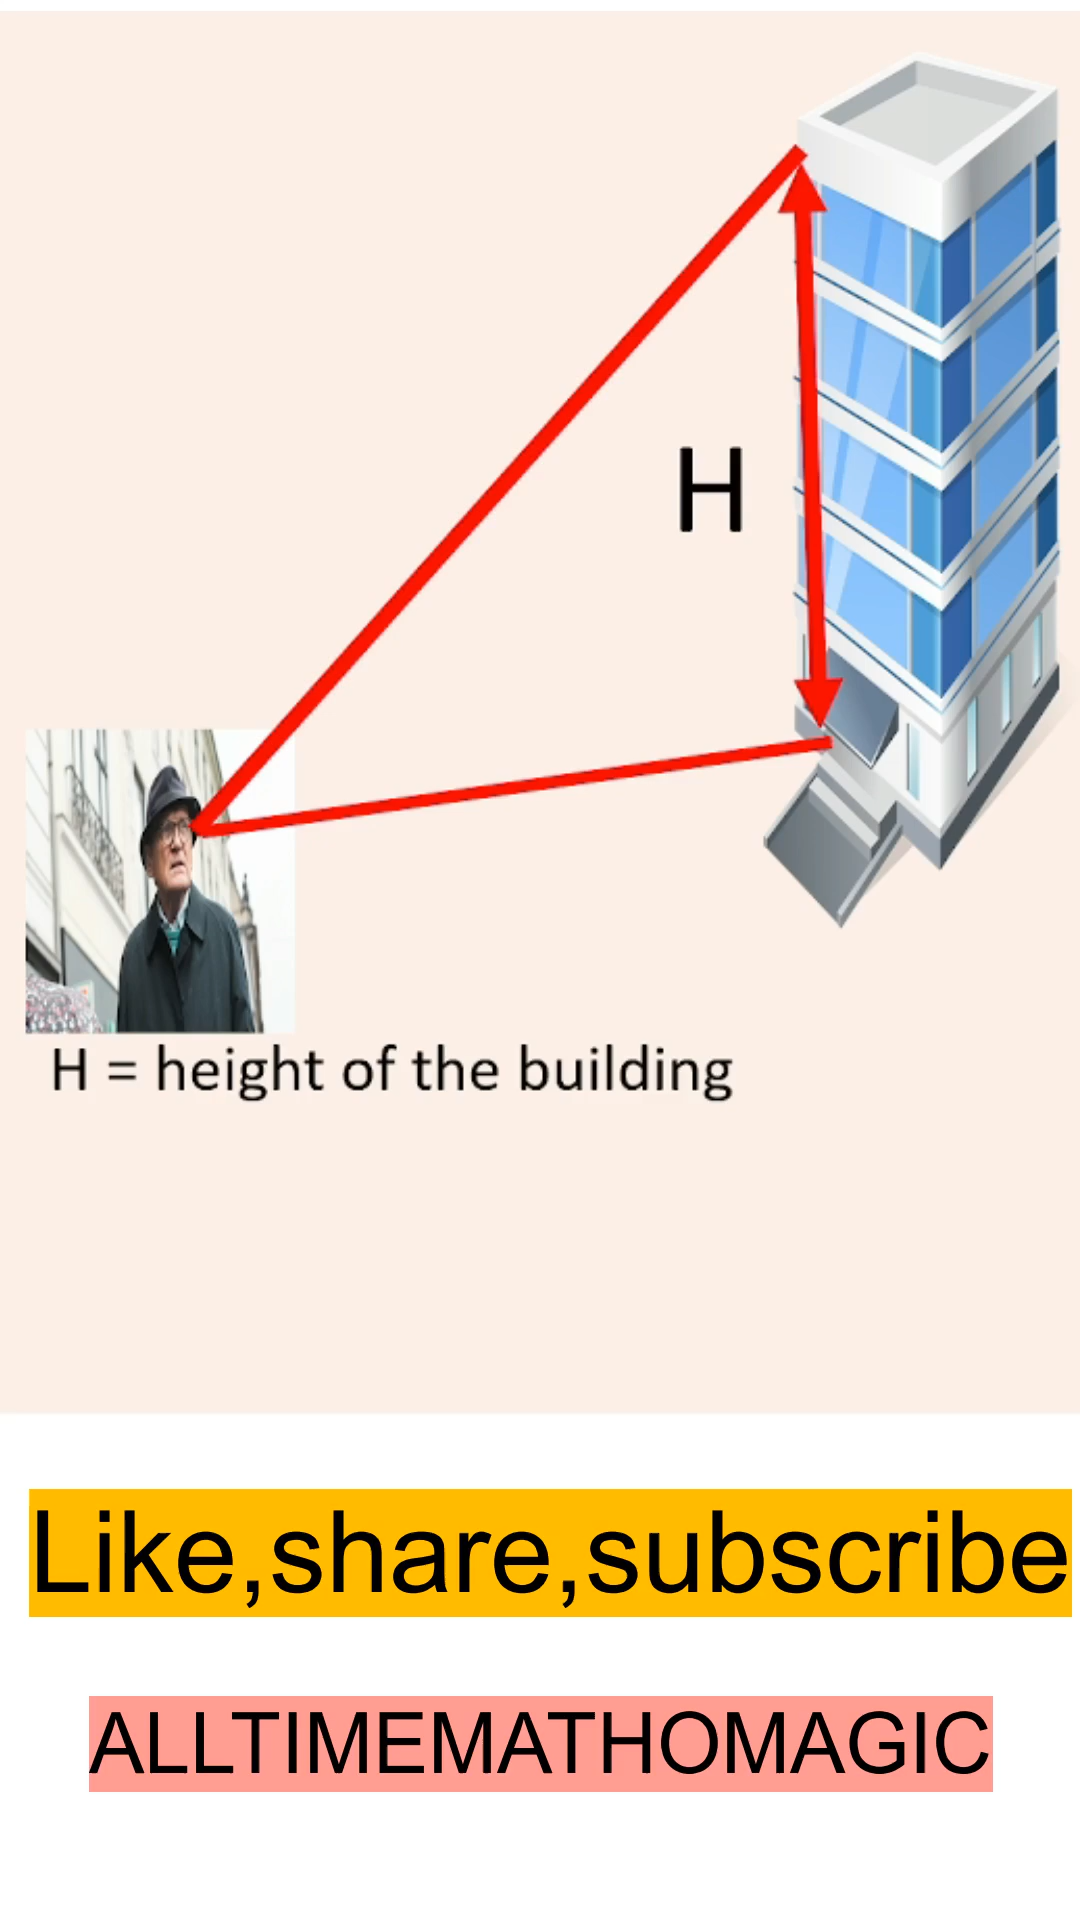 H
H = height of the building
Like,share,subscribe
ALLTIMEMATHOMAGIC